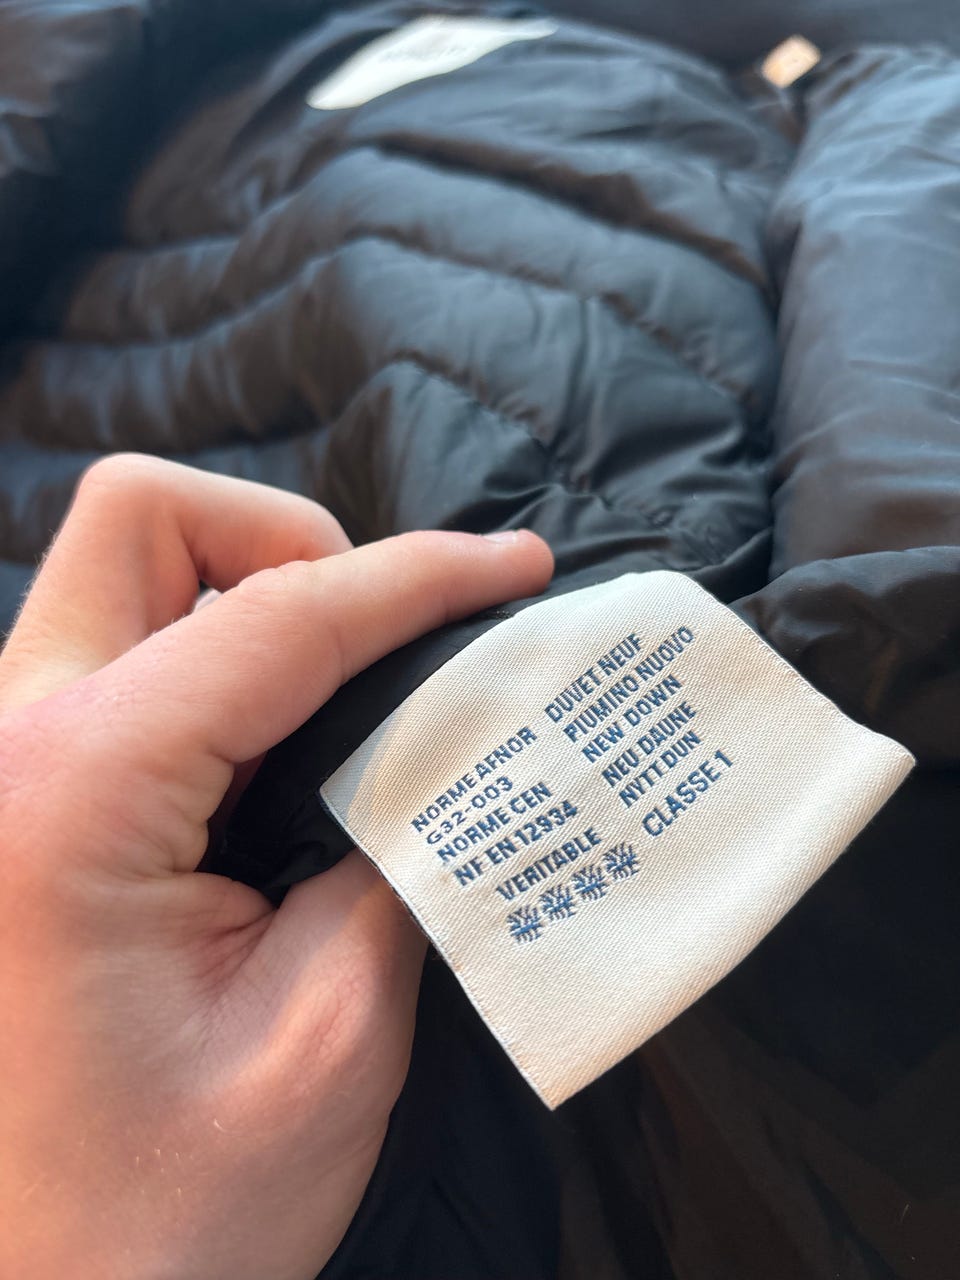 NORME AFNOR
G32-003
NORME CEN
NF EN 12934
VERITABLE
DUVET NEUF
PIUMINO NUOVO
NEW DOWN
NEU DAUNE
NYTT DUN
CLASSE 1